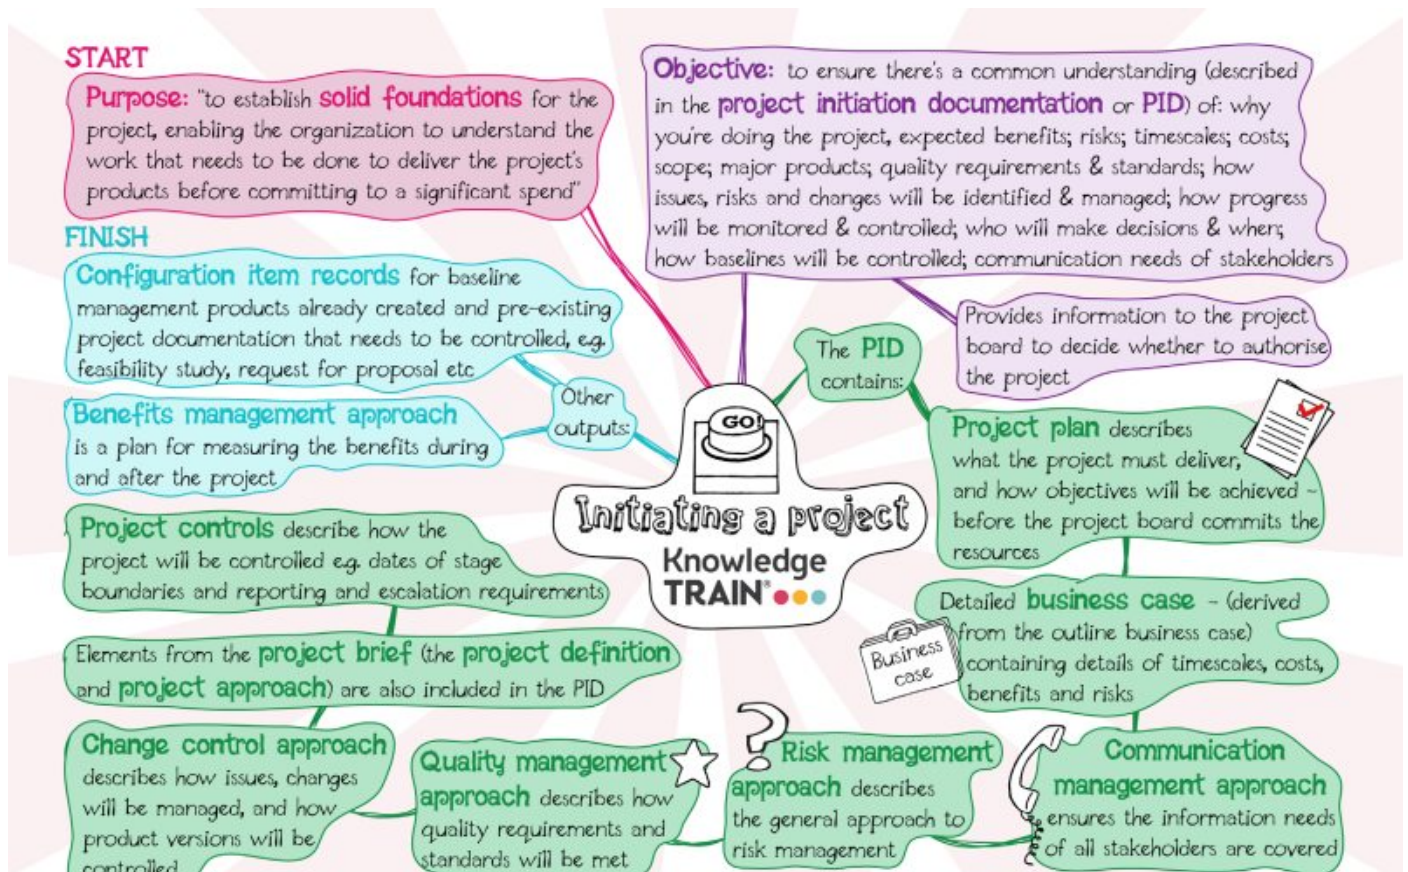 START
Purpose: "to establish solid foundations for the
project, enabling the organization to understand the
work that needs to be done to deliver the project's
products before committing to a significant spend"
FINISH
Configuration item records for baseline
management products already created and pre-existing
project documentation that needs to be controlled, e.g.
feasibility study, request for proposal etc
Benefits management approach
is a plan for measuring the benefits during
and after the project
Other
outputs:
Objective: to ensure there's a common understanding (described
in the project initiation documentation or PID) of: why
you're doing the project, expected benefits; risks; timescales; costs;
scope; major products; quality requirements & standards; how
issues, risks and changes will be identified & managed; how progress
will be monitored & controlled; who will make decisions & when;
how baselines will be controlled; communication needs of stakeholders
Provides information to the project
board to decide whether to authorise
the project
GO!
Initiating a project
Knowledge
TRAIN®
The PID
contains:
Project plan describes
what the project must deliver,
and how objectives will be achieved -
before the project board commits the
resources
Detailed business case - (derived
from the outline business case)
containing details of timescales, costs,
benefits and risks
Business
case
Communication
management approach
ensures the information needs
of all stakeholders are covered
Risk management
approach describes
the general approach to
risk management
Quality management
approach describes how
quality requirements and
standards will be met
Change control approach
describes how issues, changes
will be managed, and how
product versions will be
controlled
Elements from the project brief (the project definition
and project approach) are also included in the PID
Project controls describe how the
project will be controlled e.g. dates of stage
boundaries and reporting and escalation requirements